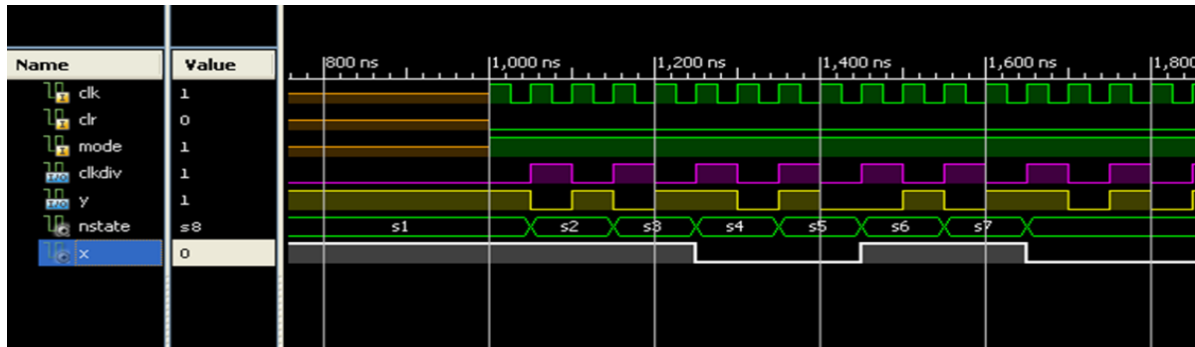 Name Value 800 ns 1,000 ns 1,200 ns 1,400 ns 1,600 ns 1,800
clk 1
clr 0
mode 1
clkdiv 1
y 1
nstate s8 s1 s2 s3 s4 s5 s6 s7
x 0